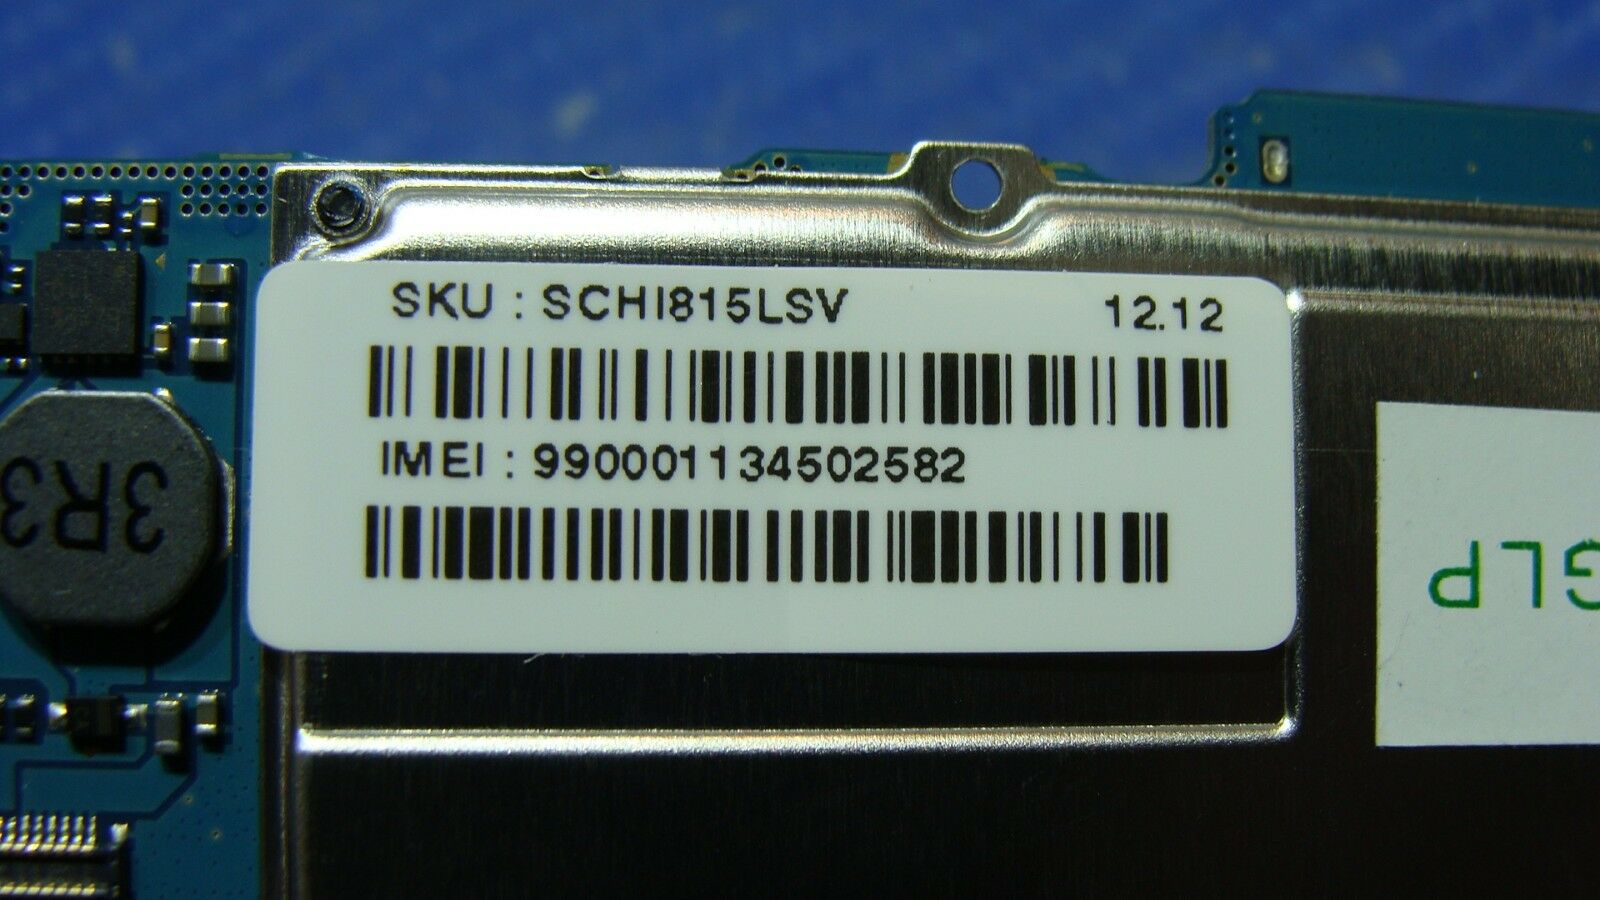 SKU : SCHI815LSV 12.12
IMEI : 990001134502582
3R3
GLP